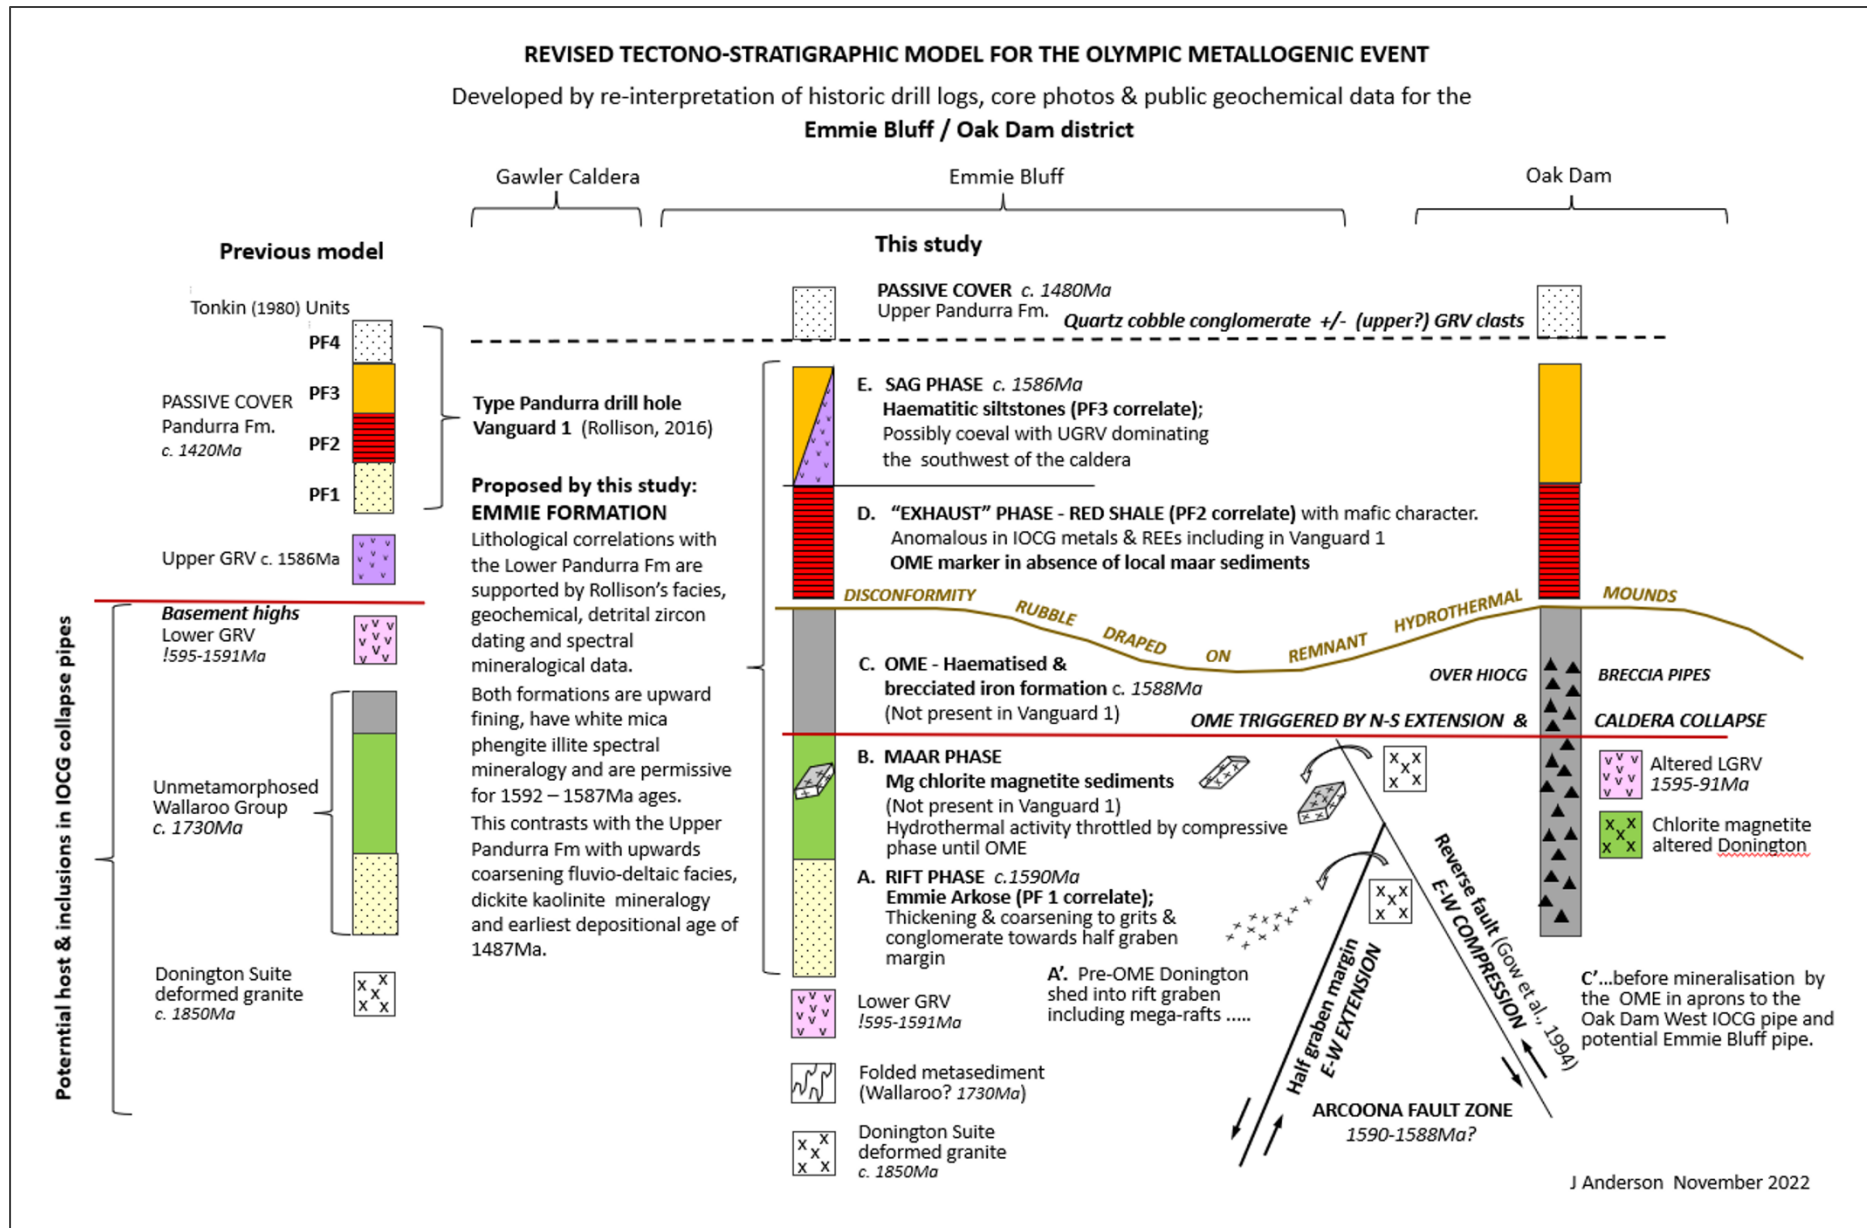 REVISED TECTONO-STRATIGRAPHIC MODEL FOR THE OLYMPIC METALLOGENIC EVENT
Developed by re-interpretation of historic drill logs, core photos & public geochemical data for the
Emmie Bluff / Oak Dam district
Gawler Caldera
Emmie Bluff
Oak Dam
Previous model
This study
Tonkin (1980) Units
PF4
PF3
PF2
PF1
PASSIVE COVER
Pandurra Fm.
c. 1420Ma
Upper GRV c. 1586Ma
Basement highs
Lower GRV
!595-1591Ma
Unmetamorphosed
Wallaroo Group
c. 1730Ma
Donington Suite
deformed granite
c. 1850Ma
Potential host & inclusions in IOCG collapse pipes
Type Pandurra drill hole
Vanguard 1 (Rollison, 2016)
Proposed by this study:
EMMIE FORMATION
Lithological correlations with
the Lower Pandurra Fm are
supported by Rollison's facies,
geochemical, detrital zircon
dating and spectral
mineralogical data.
Both formations are upward
fining, have white mica
phengite illite spectral
mineralogy and are permissive
for 1592 – 1587Ma ages.
This contrasts with the Upper
Pandurra Fm with upwards
coarsening fluvio-deltaic facies,
dickite kaolinite mineralogy
and earliest depositional age of
1487Ma.
PASSIVE COVER c. 1480Ma
Upper Pandurra Fm.
Quartz cobble conglomerate +/- (upper?) GRV clasts
E. SAG PHASE c. 1586Ma
Haematitic siltstones (PF3 correlate);
Possibly coeval with UGRV dominating
the southwest of the caldera
D. “EXHAUST” PHASE - RED SHALE (PF2 correlate) with mafic character.
Anomalous in IOCG metals & REEs including in Vanguard 1
OME marker in absence of local maar sediments
DISCONFORMITY RUBBLE DRAPED ON REMNANT HYDROTHERMAL MOUNDS
OVER HIOCG BRECCIA PIPES
C. OME - Haematised &
brecciated iron formation c. 1588Ma
(Not present in Vanguard 1)
OME TRIGGERED BY N-S EXTENSION & CALDERA COLLAPSE
B. MAAR PHASE
Mg chlorite magnetite sediments
(Not present in Vanguard 1)
Hydrothermal activity throttled by compressive
phase until OME
A. RIFT PHASE c.1590Ma
Emmie Arkose (PF 1 correlate);
Thickening & coarsening to grits &
conglomerate towards half graben
margin
A'. Pre-OME Donington
shed into rift graben
including mega-rafts .....
Lower GRV
!595-1591Ma
Folded metasediment
(Wallaroo? 1730Ma)
Donington Suite
deformed granite
c. 1850Ma
Half graben margin
E-W EXTENSION
Reverse fault (Gow et al., 1994)
E-W COMPRESSION
ARCOONA FAULT ZONE
1590-1588Ma?
Altered LGRV
1595-91Ma
Chlorite magnetite
altered Donington
C'...before mineralisation by
the OME in aprons to the
Oak Dam West IOCG pipe and
potential Emmie Bluff pipe.
J Anderson November 2022